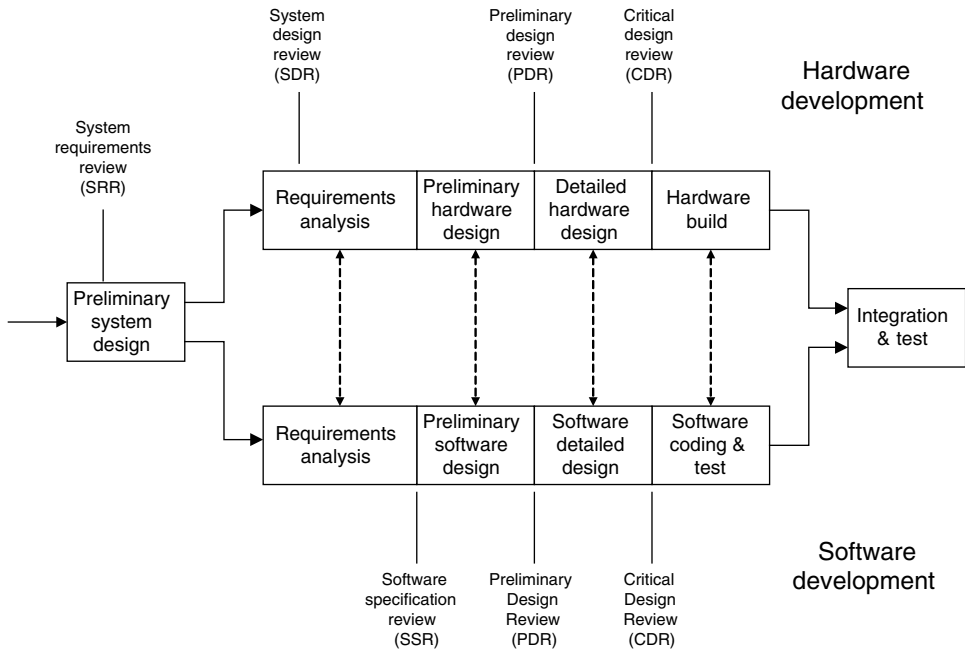 System
design
review
(SDR)
Preliminary
design
review
(PDR)
Critical
design
review
(CDR)
Hardware
development
System
requirements
review
(SRR)
Requirements
analysis
Preliminary
hardware
design
Detailed
hardware
design
Hardware
build
Preliminary
system
design
Integration
& test
Requirements
analysis
Preliminary
software
design
Software
detailed
design
Software
coding &
test
Software
specification
review
(SSR)
Preliminary
Design
Review
(PDR)
Critical
Design
Review
(CDR)
Software
development